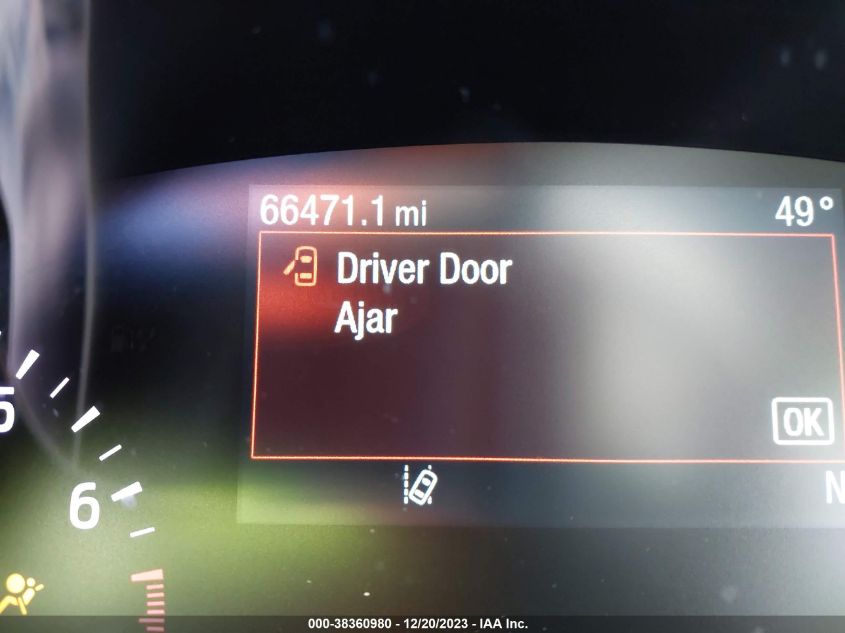 66471.1 mi 49°
Driver Door
Ajar
OK
5
6
N
000-38360980 - 12/20/2023 - IAA Inc.